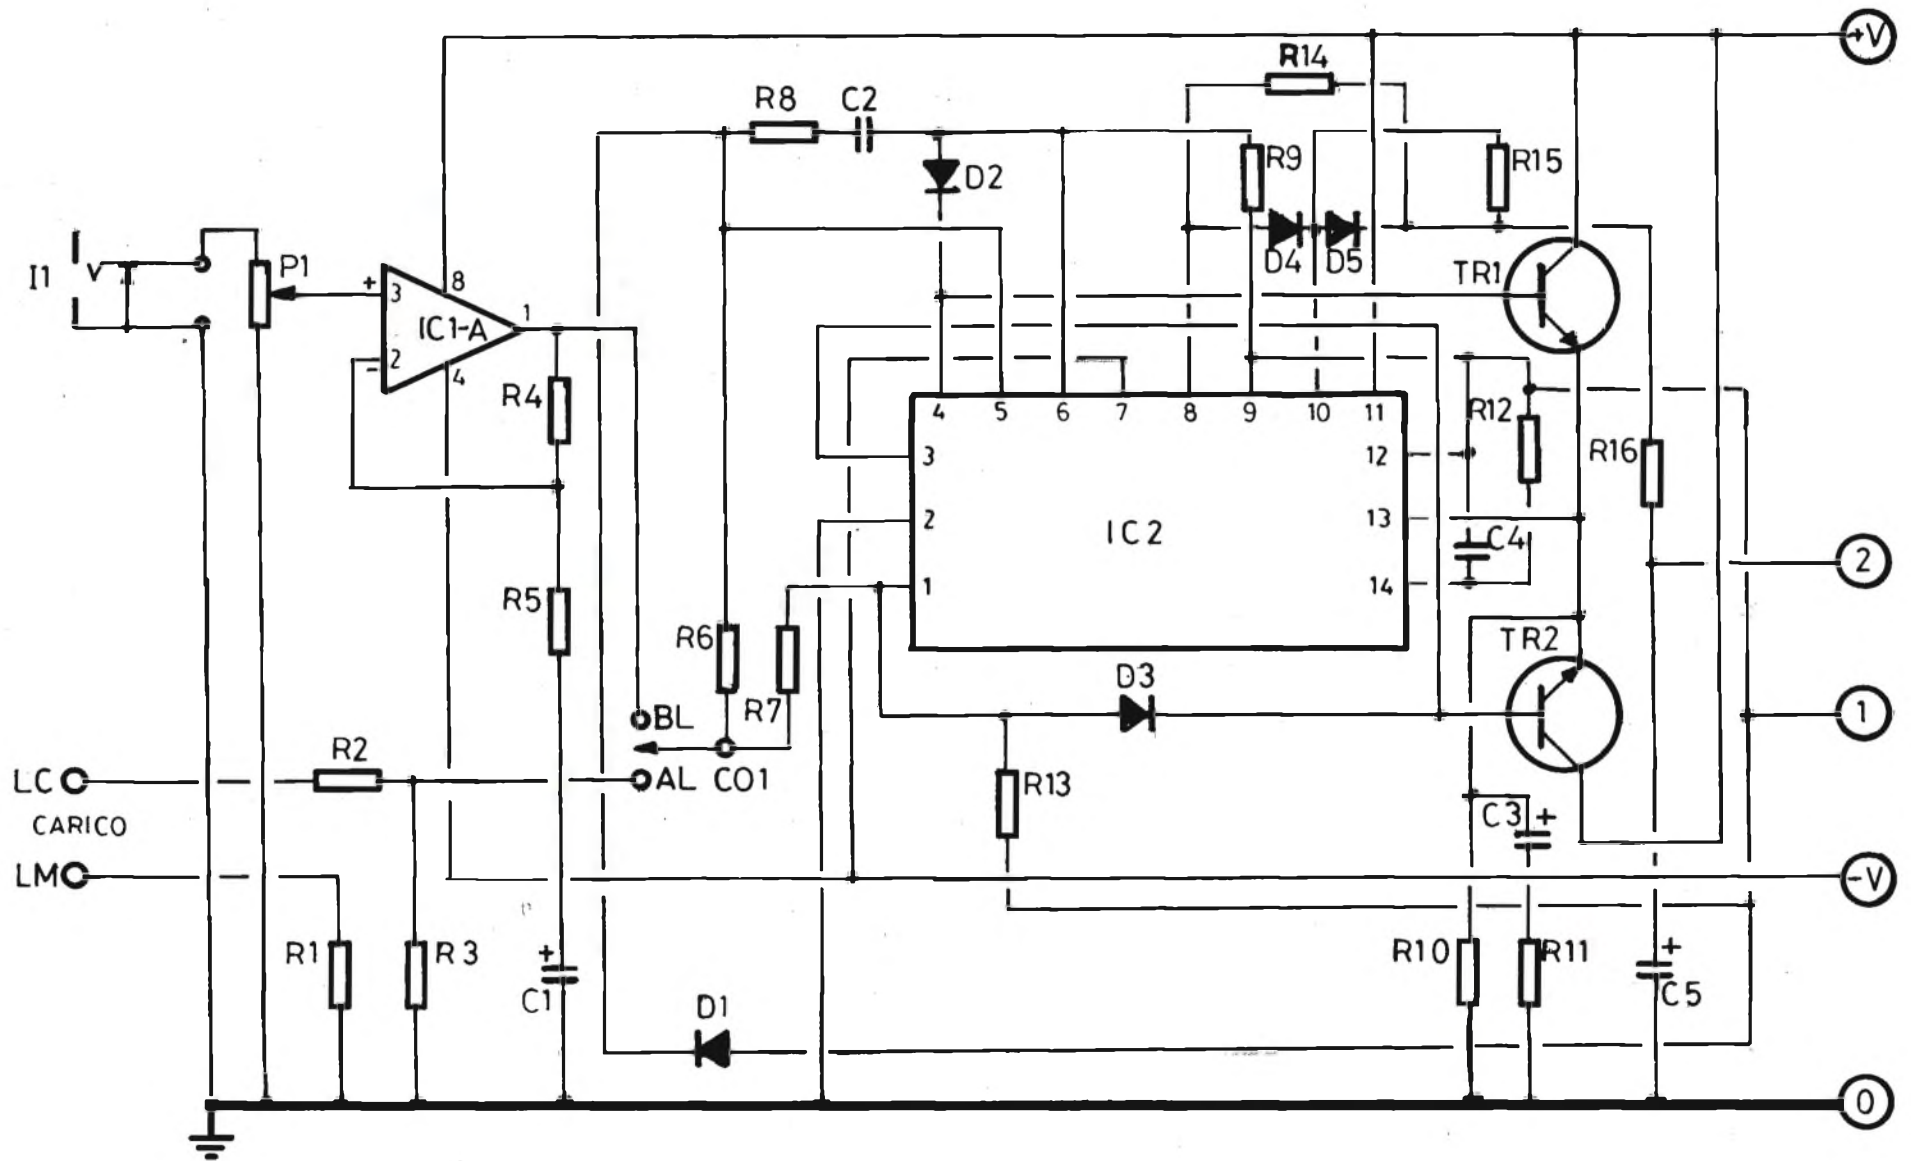 +V
R14
R8 C2
R9
R15
D2
I1
P1
D4 D5
TR1
+ 3 8
IC1-A 1
- 2 4
R4
4 5 6 7 8 9 10 11
R12
3
12
R16
2
13
IC2
C4
2
1
14
R5
R6
TR2
D3
R7
BL
1
LC
R2
AL CO1
R13
CARICO
C3 +
LM
-V
R1
R3
+
C1
R10
R11
+
C5
D1
0